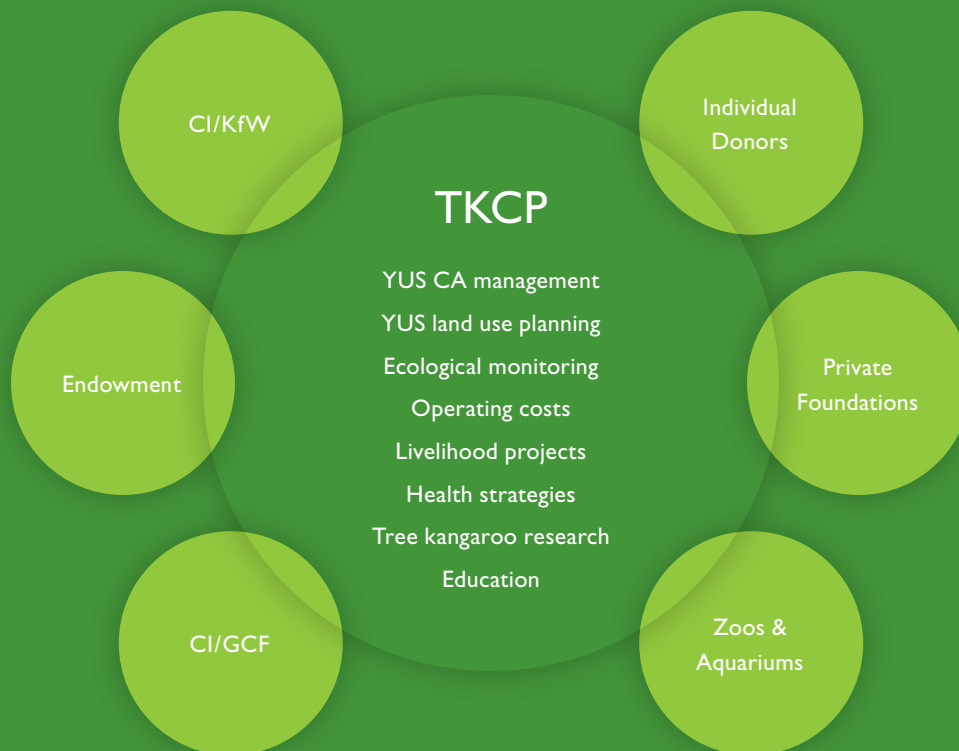 CI/KfW
Individual
Donors
TKCP
YUS CA management
YUS land use planning
Ecological monitoring
Operating costs
Livelihood projects
Health strategies
Tree kangaroo research
Education
Endowment
Private
Foundations
CI/GCF
Zoos &
Aquariums